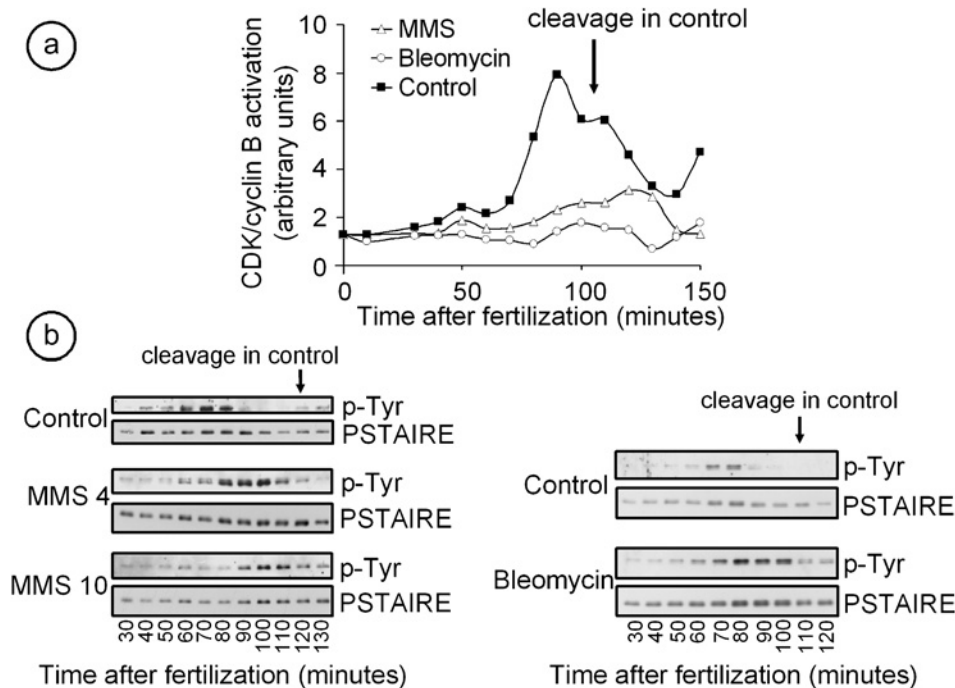 a
cleavage in control
MMS
Bleomycin
Control
CDK/cyclin B activation
(arbitrary units)
10
8
6
4
2
0
0 50 100 150
Time after fertilization (minutes)
b
cleavage in control
Control
p-Tyr
PSTAIRE
MMS 4
p-Tyr
PSTAIRE
MMS 10
p-Tyr
PSTAIRE
30 40 50 60 70 80 90 100 110 120 130
Time after fertilization (minutes)
cleavage in control
Control
p-Tyr
PSTAIRE
Bleomycin
p-Tyr
PSTAIRE
30 40 50 60 70 80 90 100 110 120
Time after fertilization (minutes)